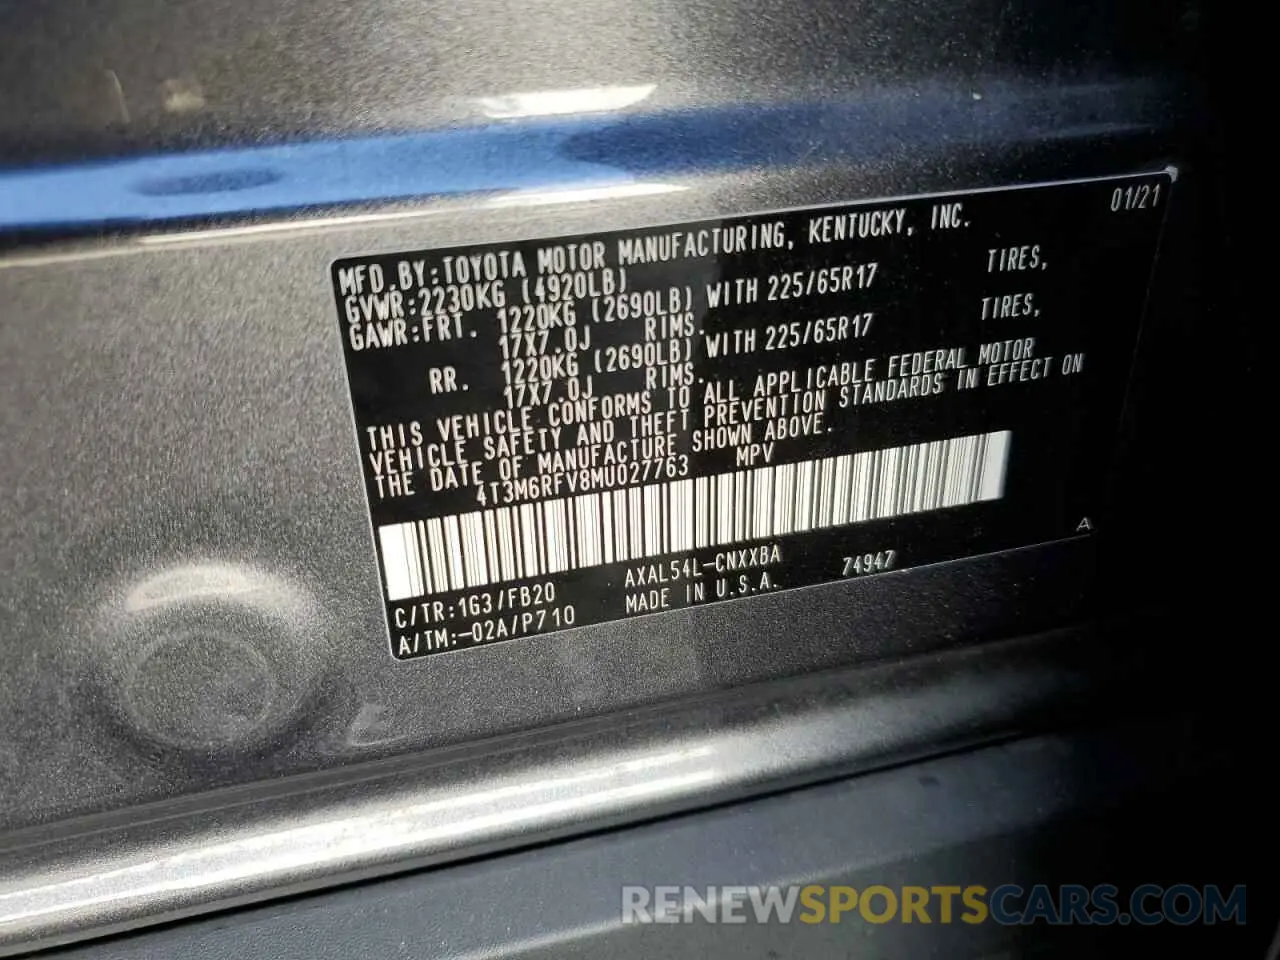 01/21
MFD.BY:TOYOTA MOTOR MANUFACTURING, KENTUCKY, INC.
GVWR:2230KG (4920LB)
GAWR:FRT. 1220KG (2690LB) WITH 225/65R17 TIRES,
17X7.0J RIMS.
RR. 1220KG (2690LB) WITH 225/65R17 TIRES,
17X7.0J RIMS.
THIS VEHICLE CONFORMS TO ALL APPLICABLE FEDERAL MOTOR
VEHICLE SAFETY AND THEFT PREVENTION STANDARDS IN EFFECT ON
THE DATE OF MANUFACTURE SHOWN ABOVE.
4T3M6RFV8MU027763 MPV
A
C/TR:1G3/FB20 AXAL54L-CNXXBA 74947
A/TM:-02A/P710 MADE IN U.S.A.
RENEWSPORTSCARS.COM